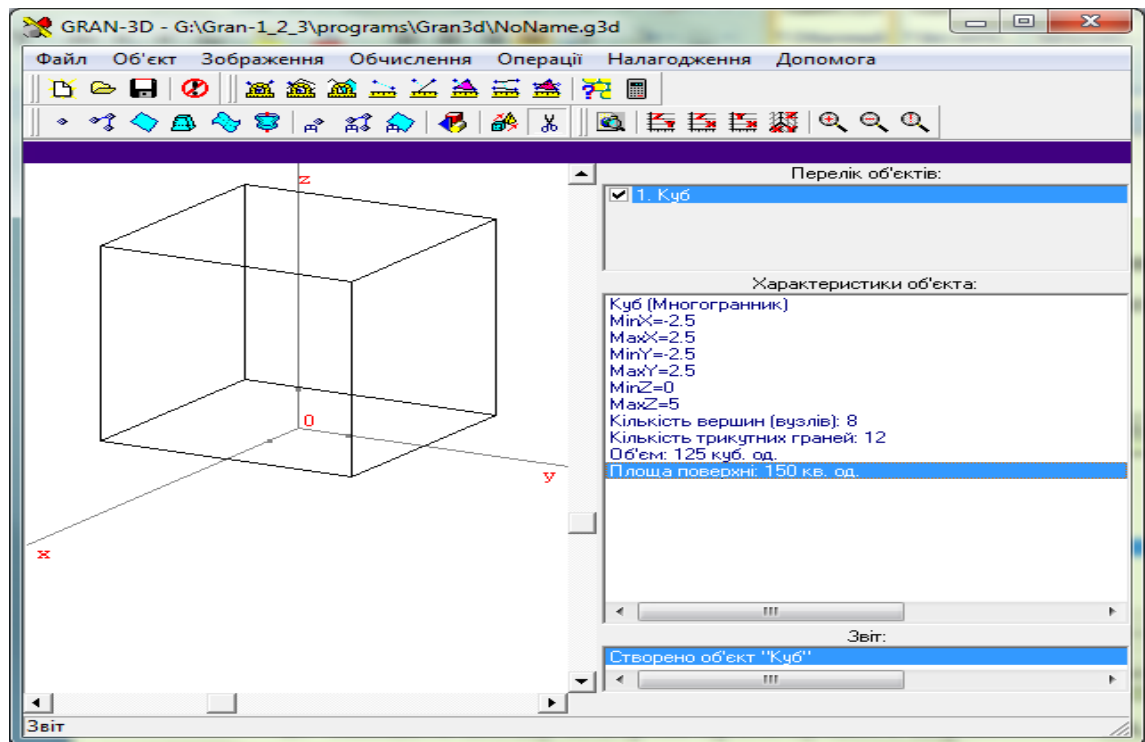 GRAN-3D - G:\Gran-1_2_3\programs\Gran3d\NoName.g3d
Файл Об'єкт Зображення Обчислення Операції Налагодження Допомога
z
0
y
x
Перелік об'єктів:
1. Куб
Характеристики об'єкта:
Куб (Многогранник)
MinX=-2.5
MaxX=2.5
MinY=-2.5
MaxY=2.5
MinZ=0
MaxZ=5
Кількість вершин (вузлів): 8
Кількість трикутних граней: 12
Об'єм: 125 куб. од.
Площа поверхні: 150 кв. од.
Звіт:
Створено об'єкт "Куб"
Звіт